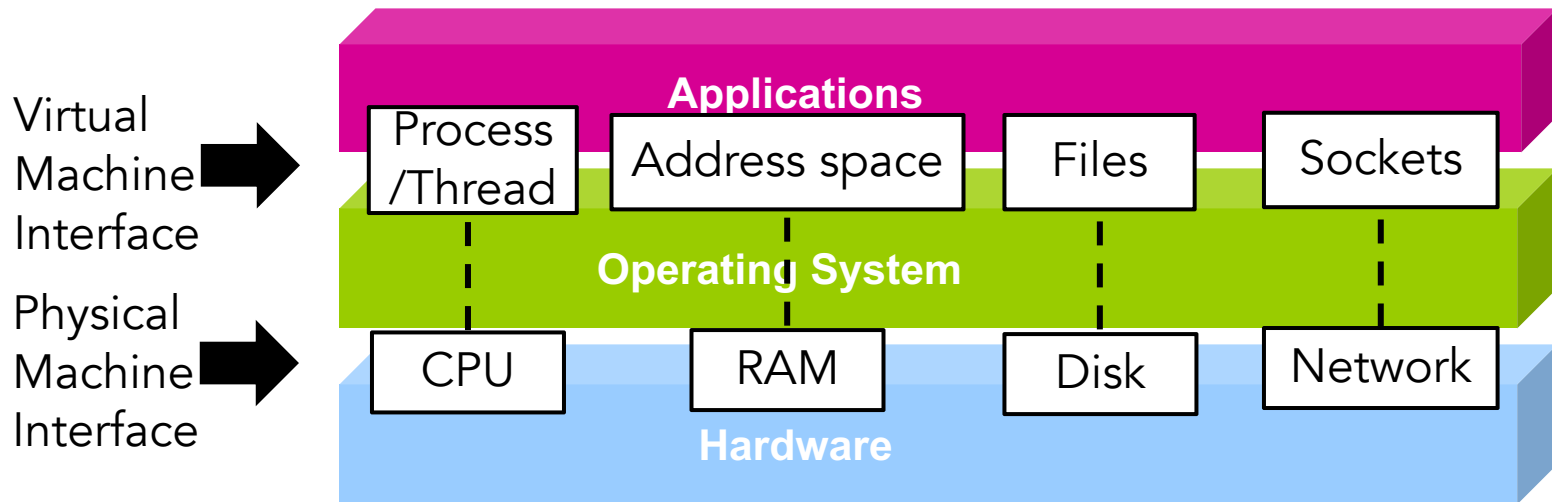 Applications
Virtual
Machine
Interface
Process
/Thread
Address space
Files
Sockets
Operating System
Physical
Machine
Interface
CPU
RAM
Disk
Network
Hardware